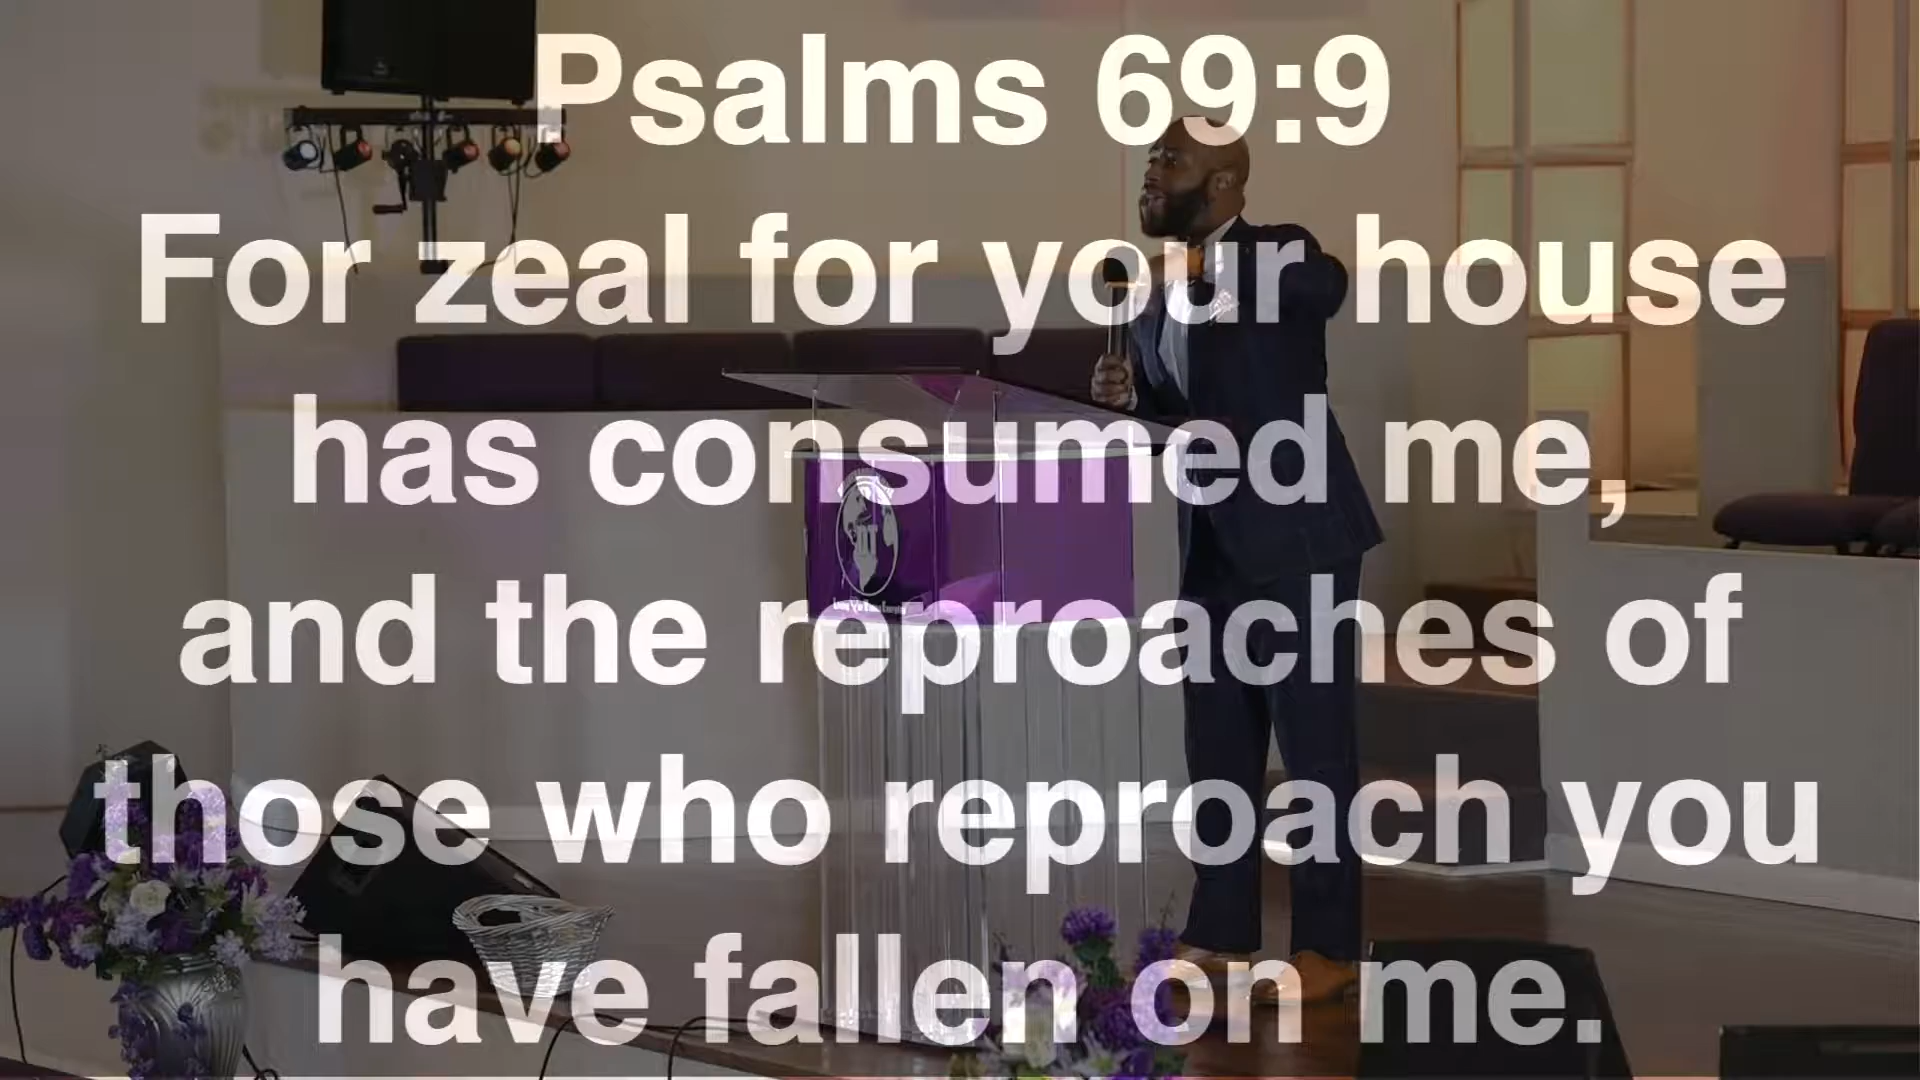 Psalms 69:9
For zeal for your house
has consumed me,
and the reproaches of
those who reproach you
have fallen on me.